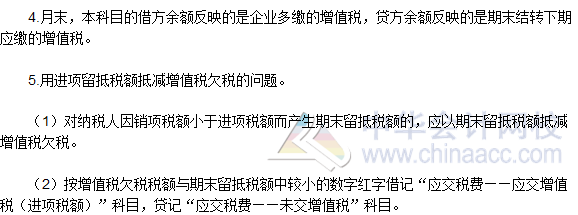 4.月末，本科目的借方余额反映的是企业多缴的增值税，贷方余额反映的是期末结转下期
应缴的增值税。
5.用进项留抵税额抵减增值税欠税的问题。
（1）对纳税人因销项税额小于进项税额而产生期末留抵税额的，应以期末留抵税额抵减
增值税欠税。
中华会计网校
www.chinaacc.com
（2）按增值税欠税税额与期末留抵税额中较小的数字红字借记“应交税费——应交增值
税（进项税额）”科目，贷记“应交税费——未交增值税”科目。